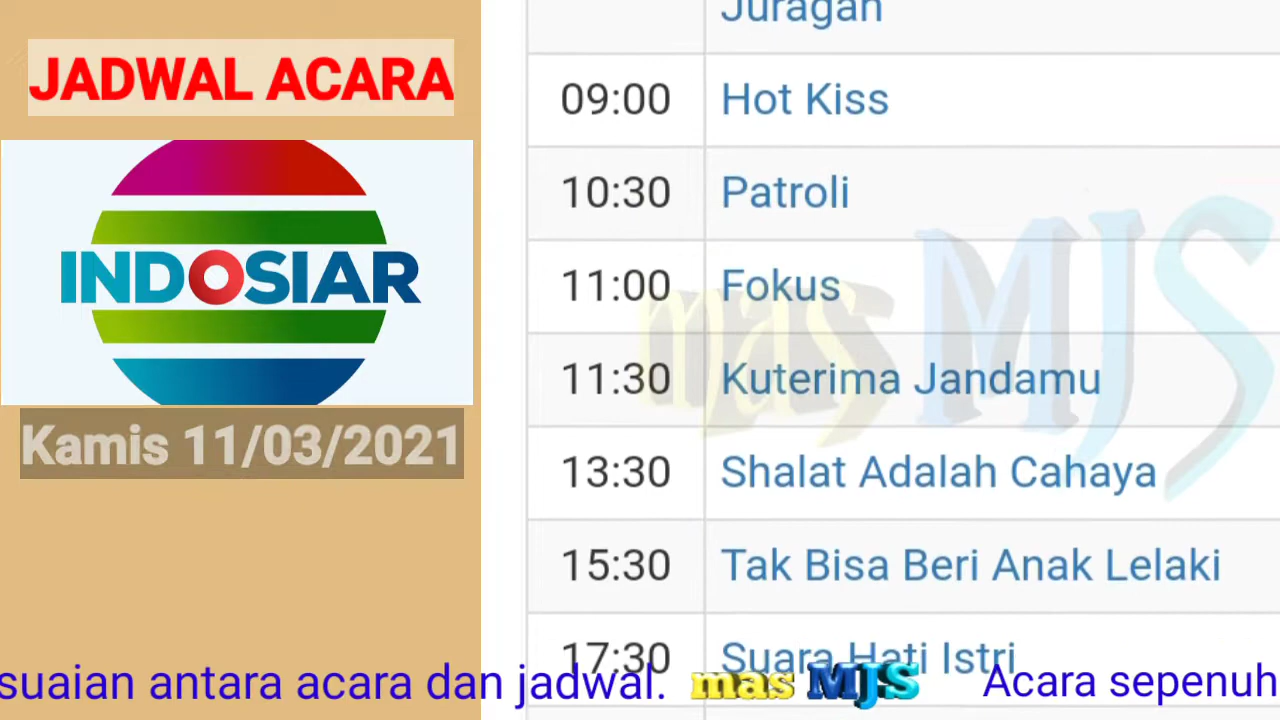 JADWAL ACARA
INDOSIAR
Kamis 11/03/2021
Juragan
09:00 Hot Kiss
10:30 Patroli
11:00 Fokus
11:30 Kuterima Jandamu
13:30 Shalat Adalah Cahaya
15:30 Tak Bisa Beri Anak Lelaki
17:30 Suara Hati Istri
mas MJS
suaian antara acara dan jadwal. mas MJS Acara sepenuh